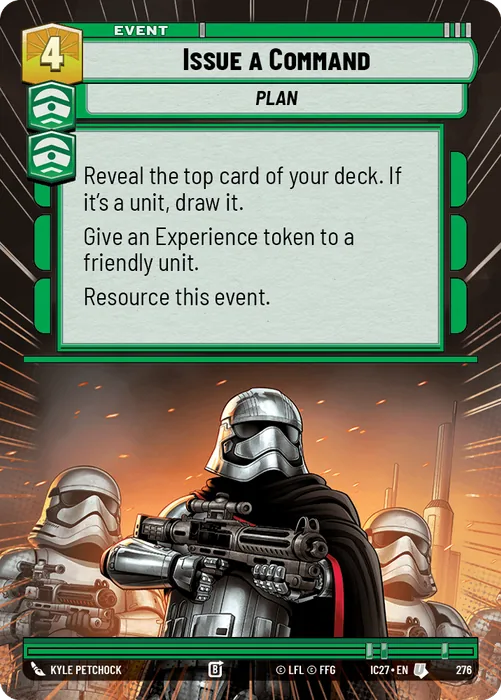 EVENT
4
ISSUE A COMMAND
PLAN
Reveal the top card of your deck. If
it's a unit, draw it.
Give an Experience token to a
friendly unit.
Resource this event.
KYLE PETCHOCK
B
© LFL © FFG
IC27 • EN
276